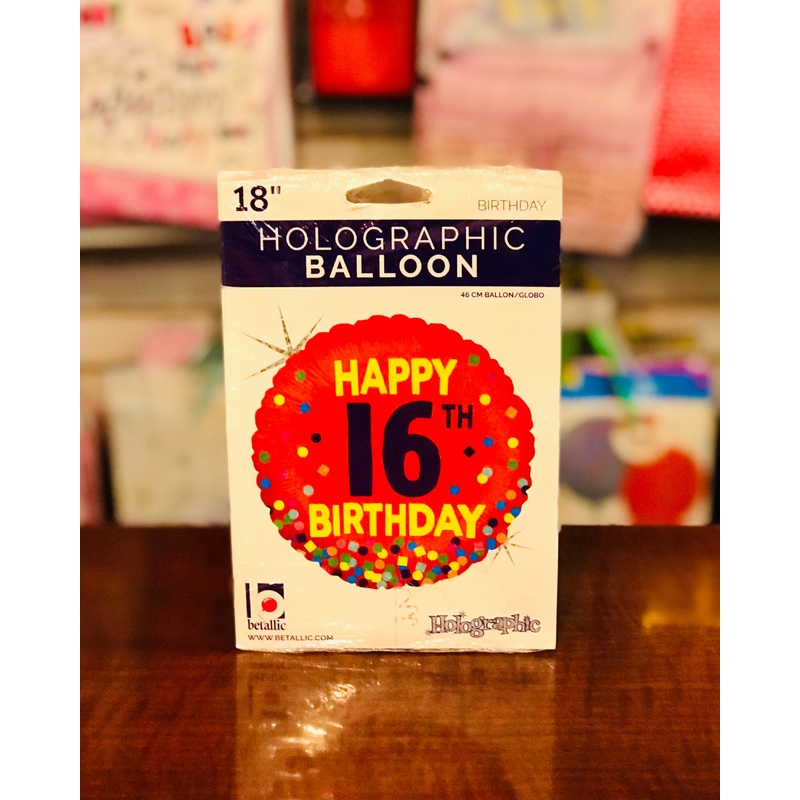 18"
BIRTHDAY
HOLOGRAPHIC
BALLOON
46 CM BALLON/GLOBO
HAPPY
16TH
BIRTHDAY
betallic
WWW.BETALLIC.COM
Holographic